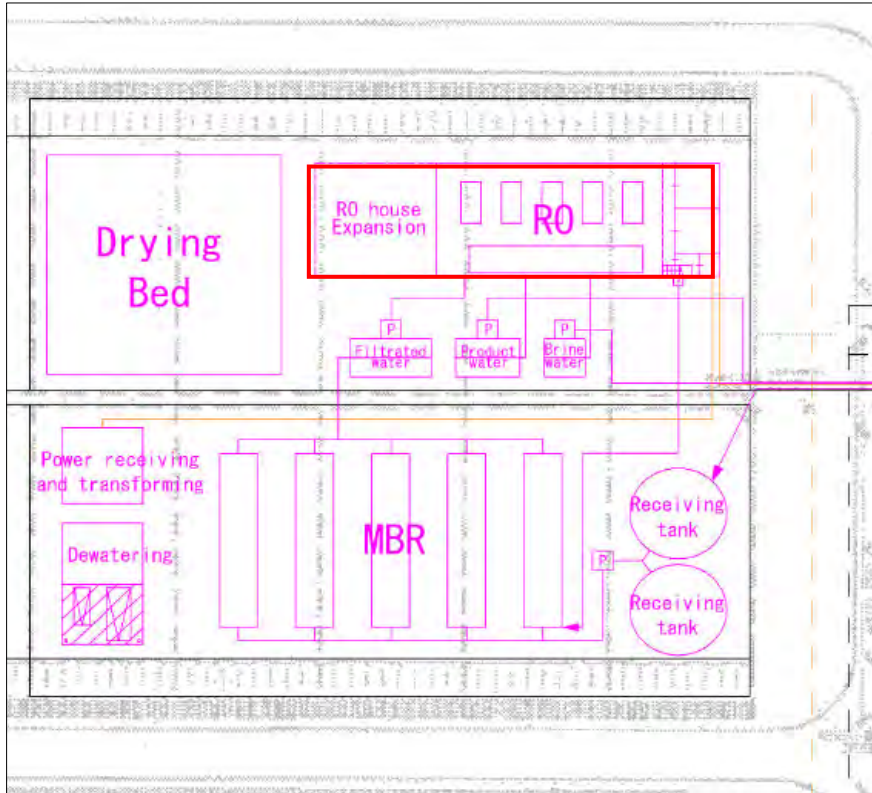 Drying
Bed
RO house
Expansion
RO
P
P
P
Filtrated
water
Product
water
Brine
water
Power receiving
and transforming
Dewatering
MBR
P
Receiving
tank
Receiving
tank
P